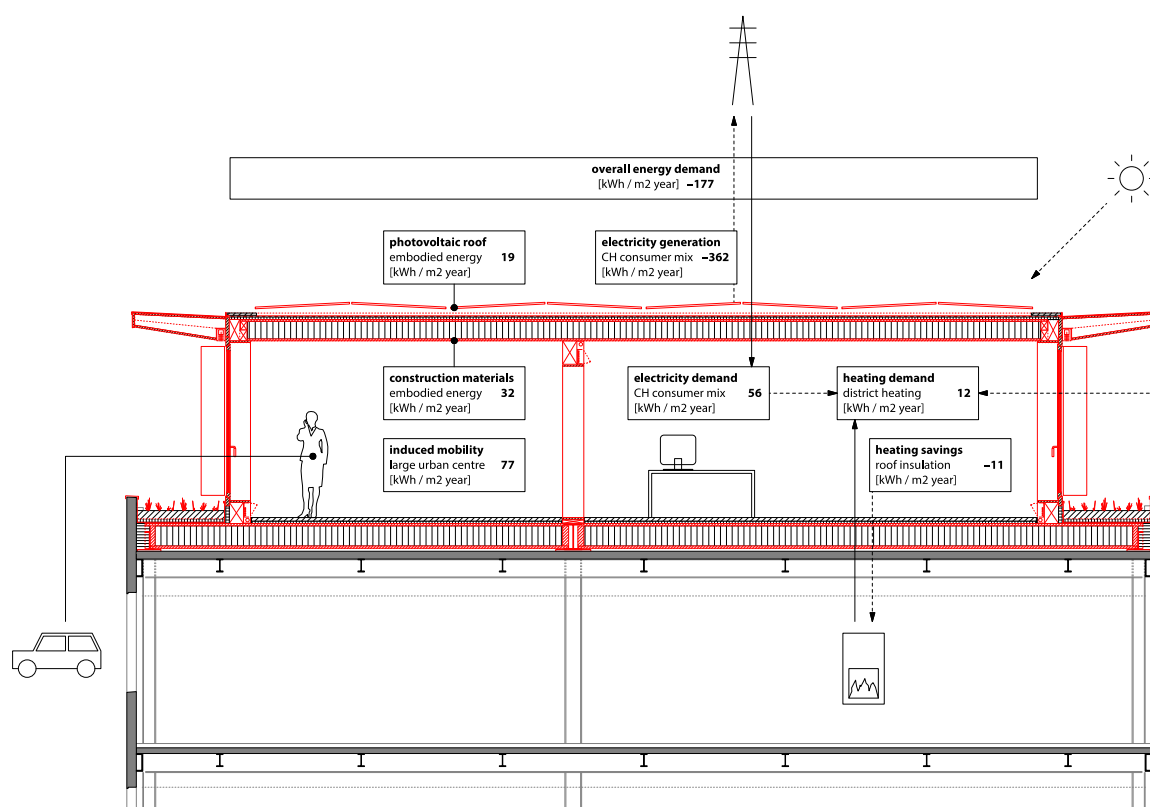 overall energy demand
[kWh / m2 year] –177
photovoltaic roof
embodied energy 19
[kWh / m2 year]
electricity generation
CH consumer mix –362
[kWh / m2 year]
construction materials
embodied energy 32
[kWh / m2 year]
electricity demand
CH consumer mix 56
[kWh / m2 year]
heating demand
district heating 12
[kWh / m2 year]
induced mobility
large urban centre 77
[kWh / m2 year]
heating savings
roof insulation –11
[kWh / m2 year]